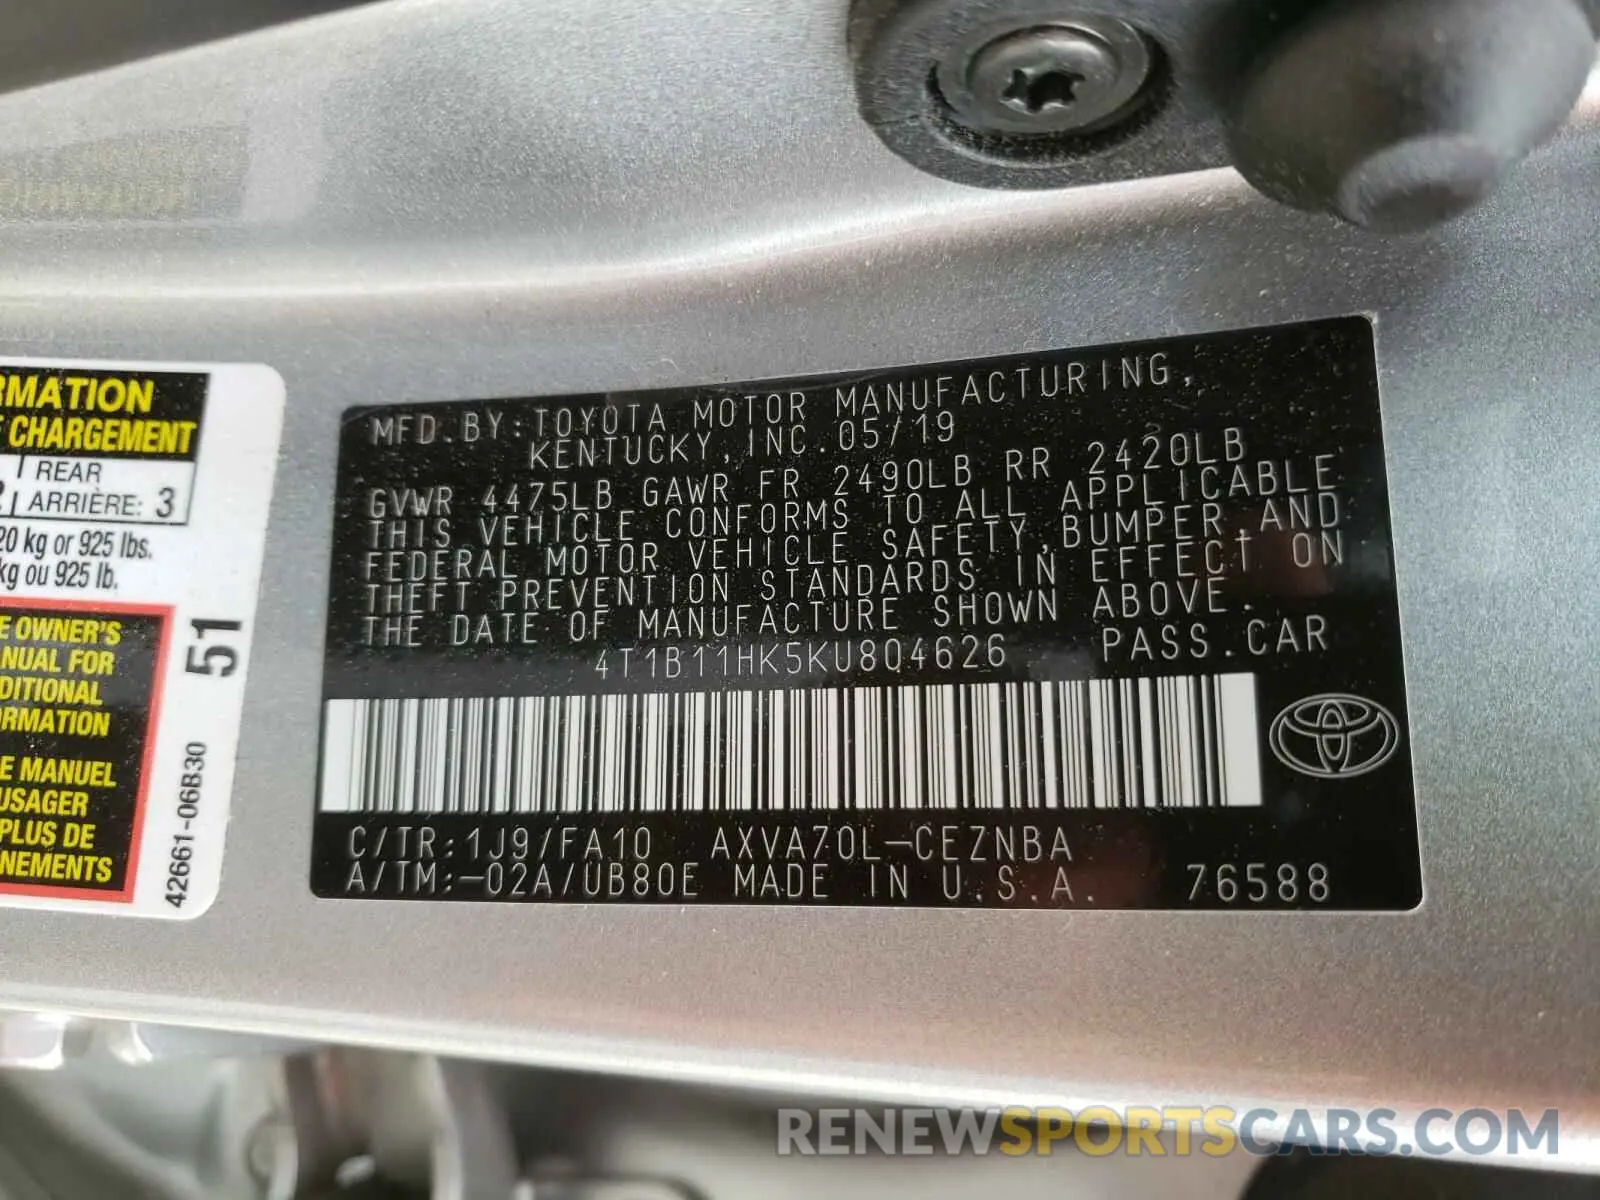 RMATION
CHARGEMENT
REAR
ARRIÈRE: 3
20 kg or 925 lbs.
kg ou 925 lb.
E OWNER'S
NUAL FOR
DITIONAL
ORMATION
E MANUEL
USAGER
PLUS DE
NEMENTS
51
42661-06B30
MFD.BY:TOYOTA MOTOR MANUFACTURING,
KENTUCKY,INC.05/19
GVWR 4475LB GAWR FR 2490LB RR 2420LB
THIS VEHICLE CONFORMS TO ALL APPLICABLE
FEDERAL MOTOR VEHICLE SAFETY,BUMPER,AND
THEFT PREVENTION STANDARDS IN EFFECT ON
THE DATE OF MANUFACTURE SHOWN ABOVE.
4T1B11HK5KU804626 PASS.CAR
C/TR:1J9/FA10 AXVA70L-CEZNBA
A/TM:-02A/UB80E MADE IN U.S.A. 76588
RENEWSPORTSCARS.COM